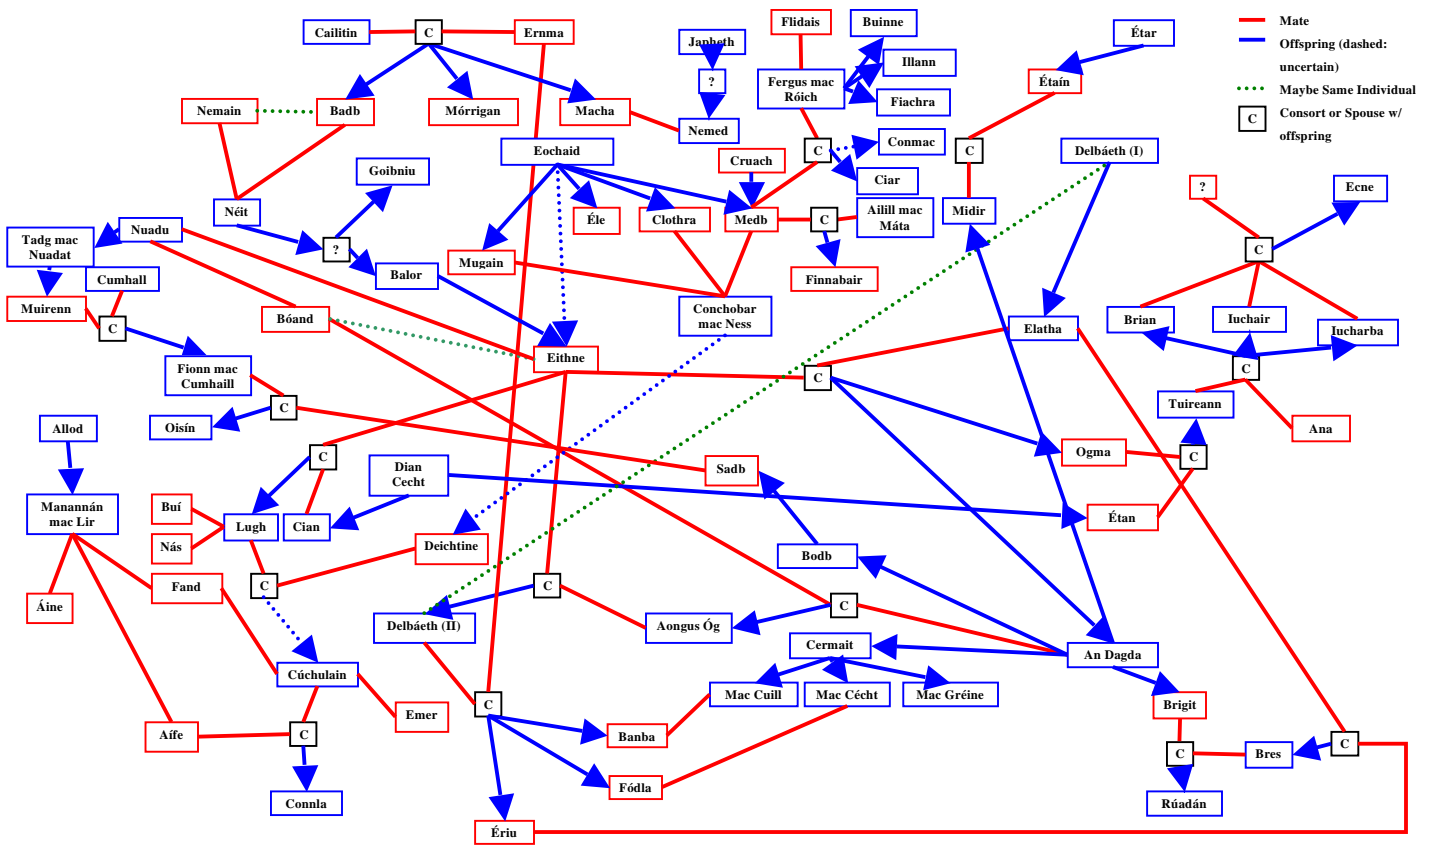 Cailitin
C
Ernma
Flidais
Buinne
Étar
Mate
Offspring (dashed:
uncertain)
Maybe Same Individual
C
Consort or Spouse w/
offspring
Japheth
Illann
?
Étaín
Fergus mac
Róich
Fiachra
Nemain
Badb
Mórrigan
Macha
Nemed
Conmac
Eochaid
Cruach
C
C
Delbáeth (I)
Goibniu
Ciar
?
Ecne
Néit
Nuadu
Éle
Clothra
Medb
C
Ailill mac
Máta
Midir
Tadg mac
Nuadat
?
C
Cumhall
Balor
Mugain
Finnabair
Muirenn
C
Bóand
Conchobar
mac Ness
Elatha
Brian
Iuchair
Iucharba
Eithne
Fionn mac
Cumhaill
C
C
C
Tuireann
Oisín
Allod
Ana
C
Dian
Cecht
Sadb
Ogma
C
Manannán
mac Lir
Buí
Lugh
Cian
Étan
Nás
Deichtine
Bodb
Fand
C
C
Áine
Delbáeth (II)
Aongus Óg
C
Cermait
An Dagda
Cúchulain
Mac Cuill
Mac Cécht
Mac Gréine
C
Brigit
Emer
Aífe
C
Banba
C
Bres
C
Fódla
Connla
Rúadán
Ériu